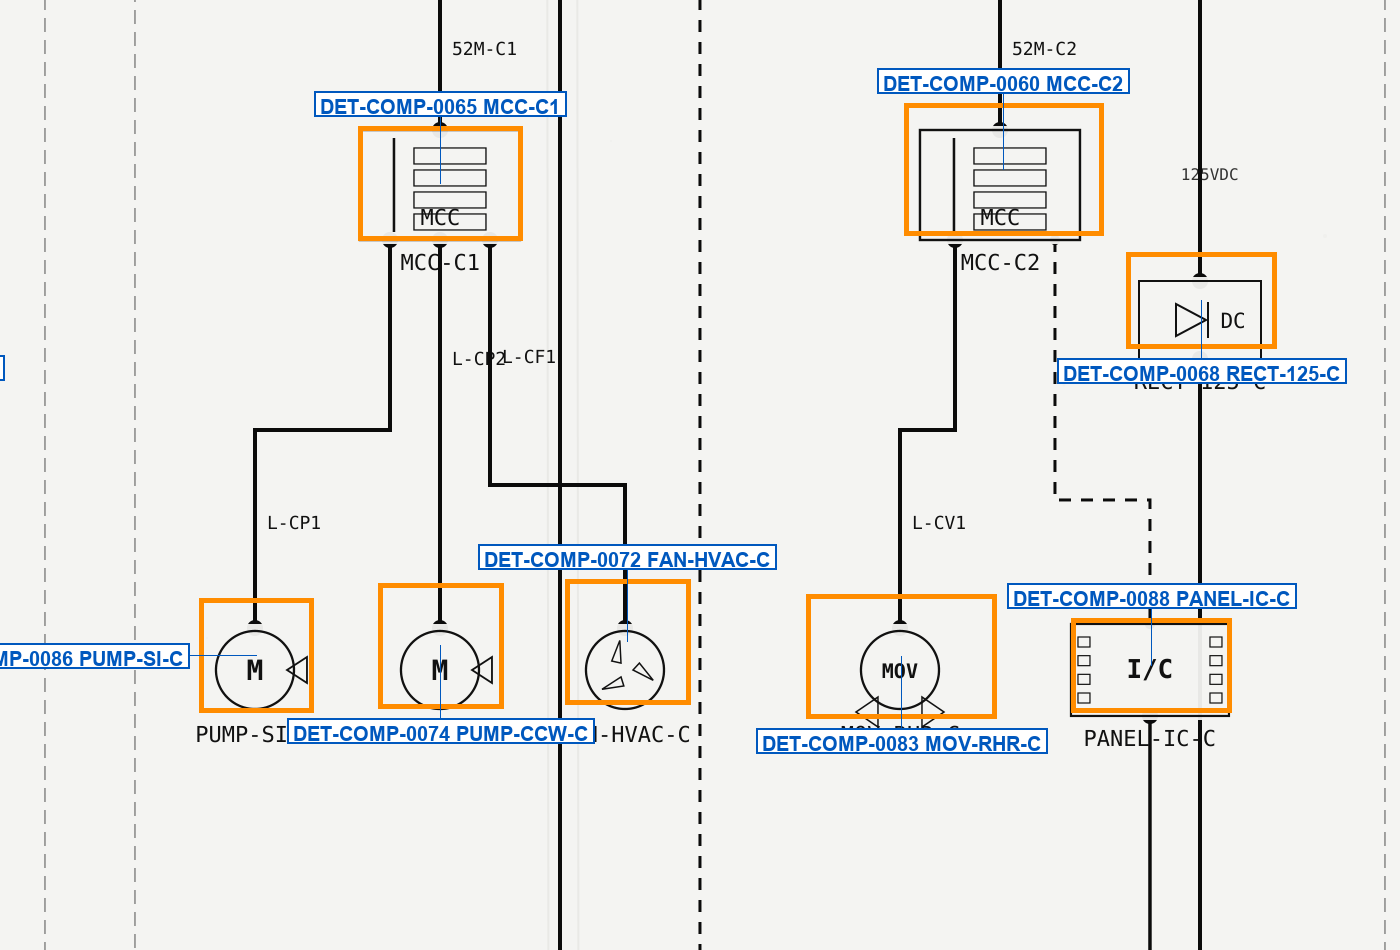 52M-C1
52M-C2
DET-COMP-0060 MCC-C2
DET-COMP-0065 MCC-C1
125VDC
MCC
MCC
MCC-C1
MCC-C2
DC
L-CP2
L-CF1
DET-COMP-0068 RECT-125-C
L-CP1
L-CV1
DET-COMP-0072 FAN-HVAC-C
DET-COMP-0088 PANEL-IC-C
MP-0086 PUMP-SI-C
M
M
MOV
I/C
PUMP-SI
DET-COMP-0074 PUMP-CCW-C
-HVAC-C
DET-COMP-0083 MOV-RHR-C
PANEL-IC-C